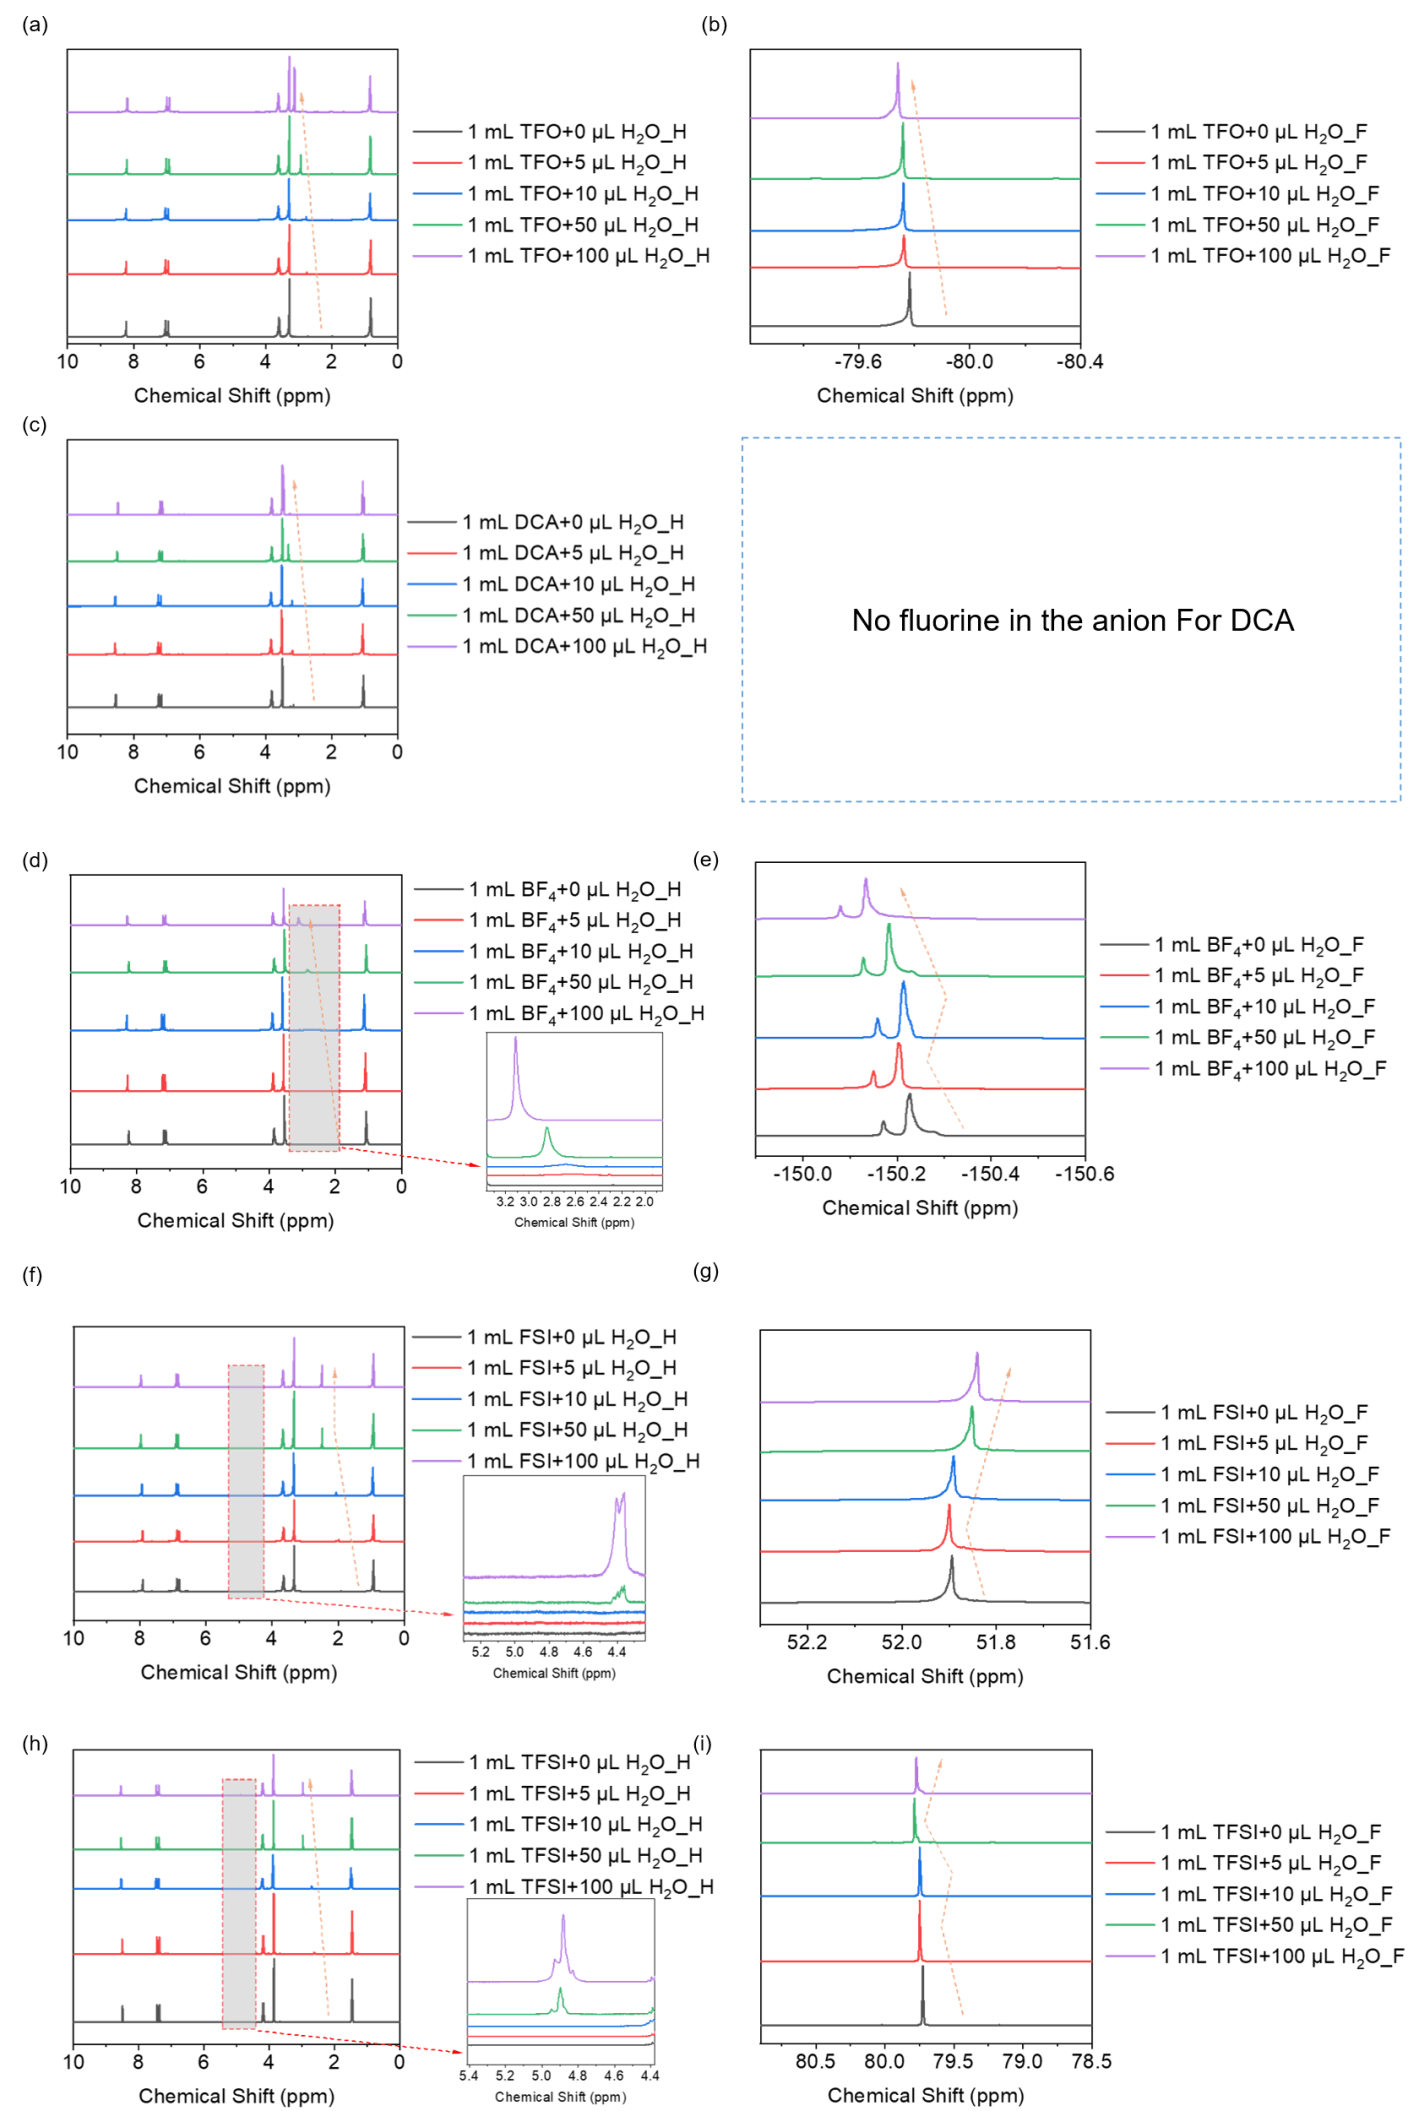 (a)
1 mL TFO+0 µL H₂O_H
1 mL TFO+5 µL H₂O_H
1 mL TFO+10 µL H₂O_H
1 mL TFO+50 µL H₂O_H
1 mL TFO+100 µL H₂O_H
10 8 6 4 2 0
Chemical Shift (ppm)
(b)
1 mL TFO+0 µL H₂O_F
1 mL TFO+5 µL H₂O_F
1 mL TFO+10 µL H₂O_F
1 mL TFO+50 µL H₂O_F
1 mL TFO+100 µL H₂O_F
-79.6 -80.0 -80.4
Chemical Shift (ppm)
(c)
1 mL DCA+0 µL H₂O_H
1 mL DCA+5 µL H₂O_H
1 mL DCA+10 µL H₂O_H
1 mL DCA+50 µL H₂O_H
1 mL DCA+100 µL H₂O_H
10 8 6 4 2 0
Chemical Shift (ppm)
No fluorine in the anion For DCA
(d)
1 mL BF₄+0 µL H₂O_H
1 mL BF₄+5 µL H₂O_H
1 mL BF₄+10 µL H₂O_H
1 mL BF₄+50 µL H₂O_H
1 mL BF₄+100 µL H₂O_H
10 8 6 4 2 0
Chemical Shift (ppm)
3.2 3.0 2.8 2.6 2.4 2.2 2.0
Chemical Shift (ppm)
(e)
1 mL BF₄+0 µL H₂O_F
1 mL BF₄+5 µL H₂O_F
1 mL BF₄+10 µL H₂O_F
1 mL BF₄+50 µL H₂O_F
1 mL BF₄+100 µL H₂O_F
-150.0 -150.2 -150.4 -150.6
Chemical Shift (ppm)
(f)
1 mL FSI+0 µL H₂O_H
1 mL FSI+5 µL H₂O_H
1 mL FSI+10 µL H₂O_H
1 mL FSI+50 µL H₂O_H
1 mL FSI+100 µL H₂O_H
10 8 6 4 2 0
Chemical Shift (ppm)
5.2 5.0 4.8 4.6 4.4
Chemical Shift (ppm)
(g)
1 mL FSI+0 µL H₂O_F
1 mL FSI+5 µL H₂O_F
1 mL FSI+10 µL H₂O_F
1 mL FSI+50 µL H₂O_F
1 mL FSI+100 µL H₂O_F
52.2 52.0 51.8 51.6
Chemical Shift (ppm)
(h)
1 mL TFSI+0 µL H₂O_H
1 mL TFSI+5 µL H₂O_H
1 mL TFSI+10 µL H₂O_H
1 mL TFSI+50 µL H₂O_H
1 mL TFSI+100 µL H₂O_H
10 8 6 4 2 0
Chemical Shift (ppm)
5.4 5.2 5.0 4.8 4.6 4.4
Chemical Shift (ppm)
(i)
1 mL TFSI+0 µL H₂O_F
1 mL TFSI+5 µL H₂O_F
1 mL TFSI+10 µL H₂O_F
1 mL TFSI+50 µL H₂O_F
1 mL TFSI+100 µL H₂O_F
80.5 80.0 79.5 79.0 78.5
Chemical Shift (ppm)